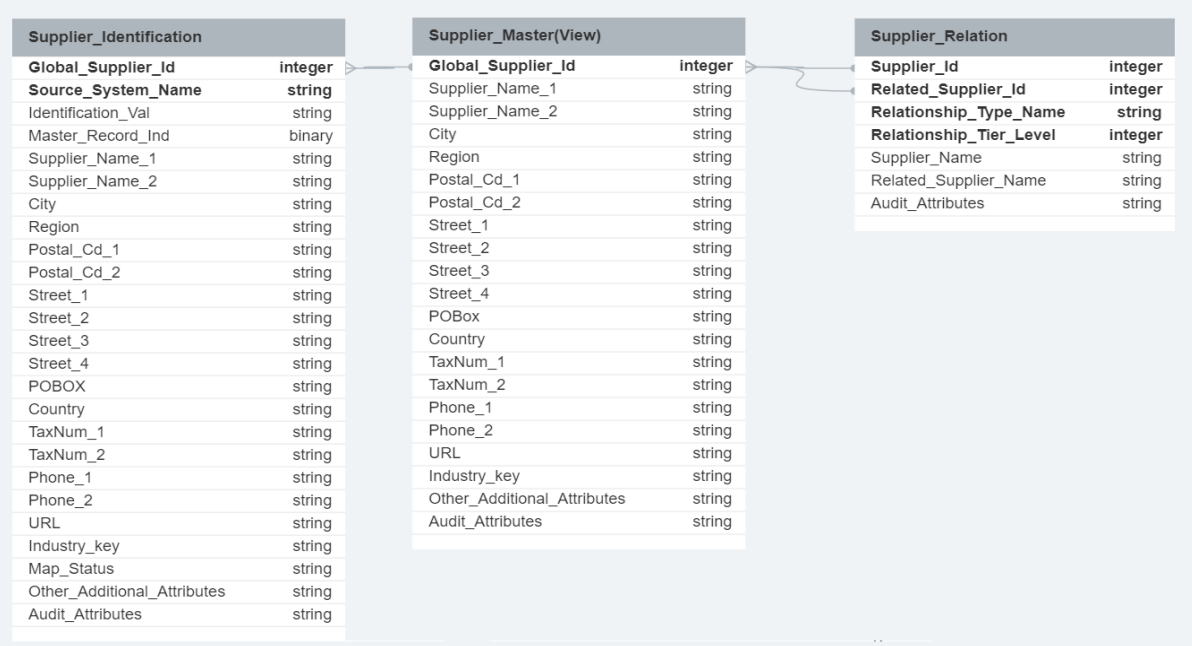 Supplier_Identification
Global_Supplier_Id integer
Source_System_Name string
Identification_Val string
Master_Record_Ind binary
Supplier_Name_1 string
Supplier_Name_2 string
City string
Region string
Postal_Cd_1 string
Postal_Cd_2 string
Street_1 string
Street_2 string
Street_3 string
Street_4 string
POBOX string
Country string
TaxNum_1 string
TaxNum_2 string
Phone_1 string
Phone_2 string
URL string
Industry_key string
Map_Status string
Other_Additional_Attributes string
Audit_Attributes string
Supplier_Master(View)
Global_Supplier_Id integer
Supplier_Name_1 string
Supplier_Name_2 string
City string
Region string
Postal_Cd_1 string
Postal_Cd_2 string
Street_1 string
Street_2 string
Street_3 string
Street_4 string
POBox string
Country string
TaxNum_1 string
TaxNum_2 string
Phone_1 string
Phone_2 string
URL string
Industry_key string
Other_Additional_Attributes string
Audit_Attributes string
Supplier_Relation
Supplier_Id integer
Related_Supplier_Id integer
Relationship_Type_Name string
Relationship_Tier_Level integer
Supplier_Name string
Related_Supplier_Name string
Audit_Attributes string